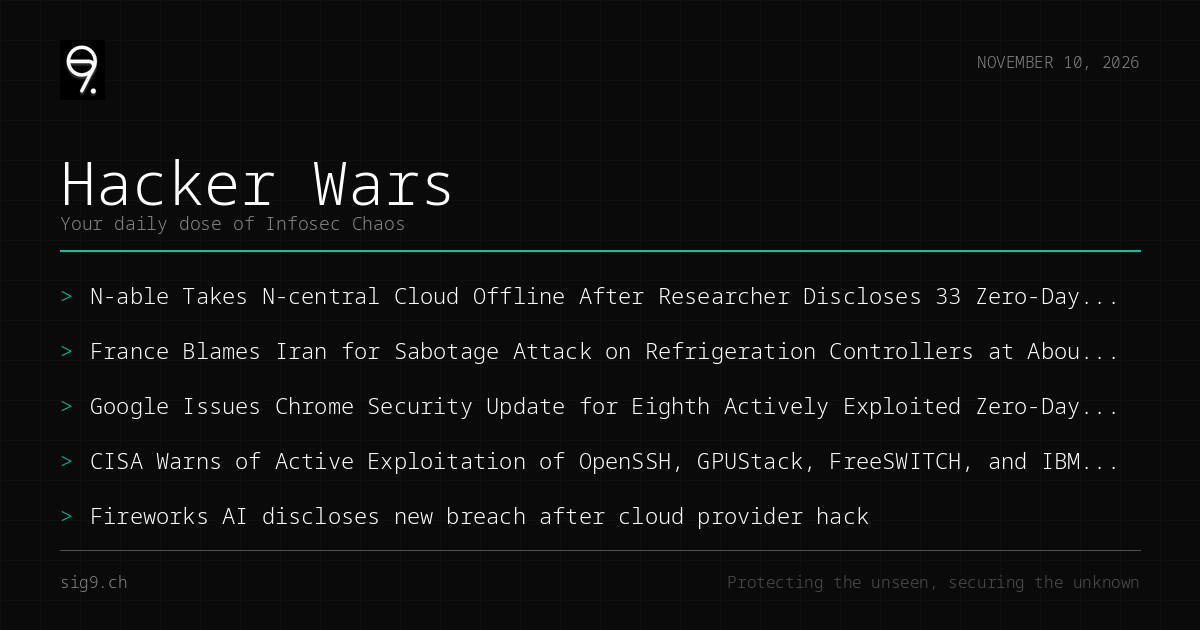 9.
NOVEMBER 10, 2026
Hacker Wars
Your daily dose of Infosec Chaos
> N-able Takes N-central Cloud Offline After Researcher Discloses 33 Zero-Day...
> France Blames Iran for Sabotage Attack on Refrigeration Controllers at Abou...
> Google Issues Chrome Security Update for Eighth Actively Exploited Zero-Day...
> CISA Warns of Active Exploitation of OpenSSH, GPUStack, FreeSWITCH, and IBM...
> Fireworks AI discloses new breach after cloud provider hack
sig9.ch
Protecting the unseen, securing the unknown